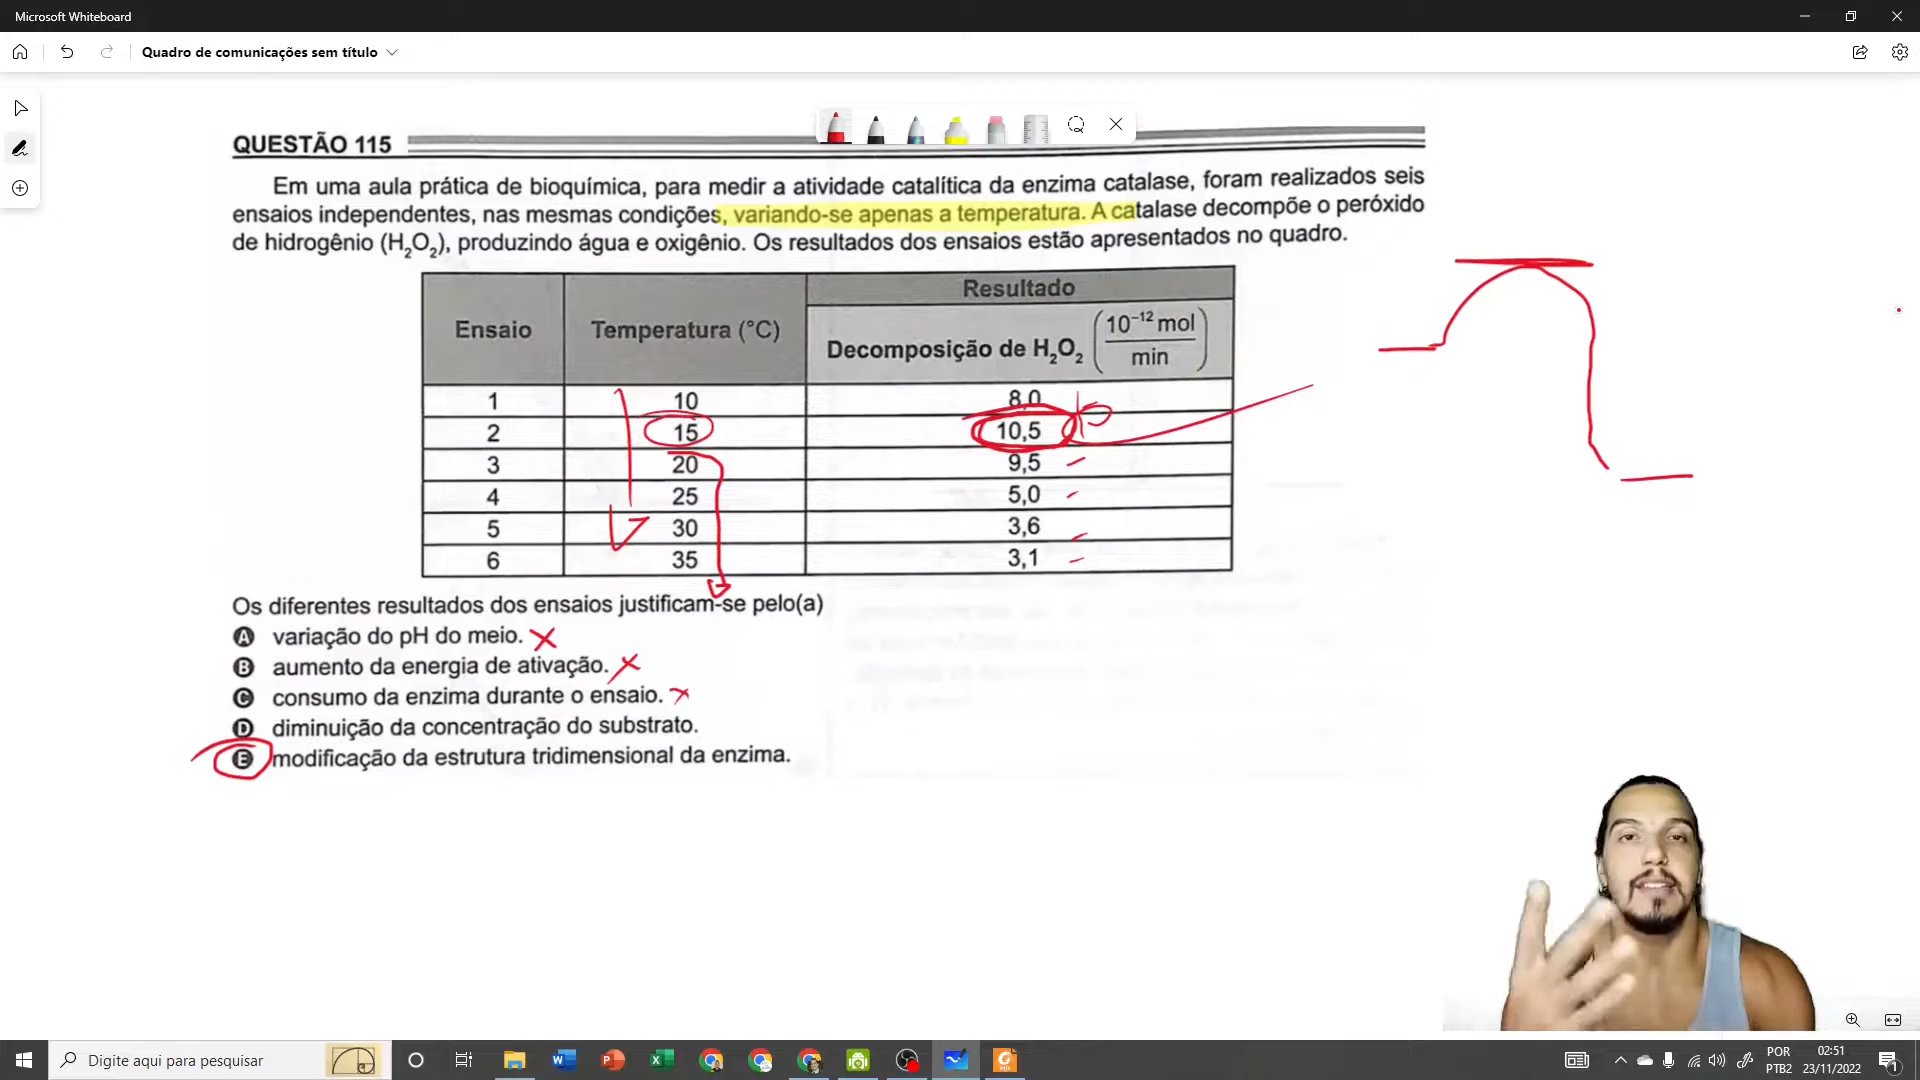 Microsoft Whiteboard
Quadro de comunicações sem título
QUESTÃO 115
Em uma aula prática de bioquímica, para medir a atividade catalítica da enzima catalase, foram realizados seis
ensaios independentes, nas mesmas condições, variando-se apenas a temperatura. A catalase decompõe o peróxido
de hidrogênio (H₂O₂), produzindo água e oxigênio. Os resultados dos ensaios estão apresentados no quadro.
Ensaio Temperatura (°C) Resultado
Decomposição de H₂O₂ (10⁻¹² mol / min)
1 10 8,0
2 15 10,5
3 20 9,5
4 25 5,0
5 30 3,6
6 35 3,1
Os diferentes resultados dos ensaios justificam-se pelo(a)
A variação do pH do meio.
B aumento da energia de ativação.
C consumo da enzima durante o ensaio.
D diminuição da concentração do substrato.
E modificação da estrutura tridimensional da enzima.
Digite aqui para pesquisar
POR
PTB2
02:51
23/11/2022
1